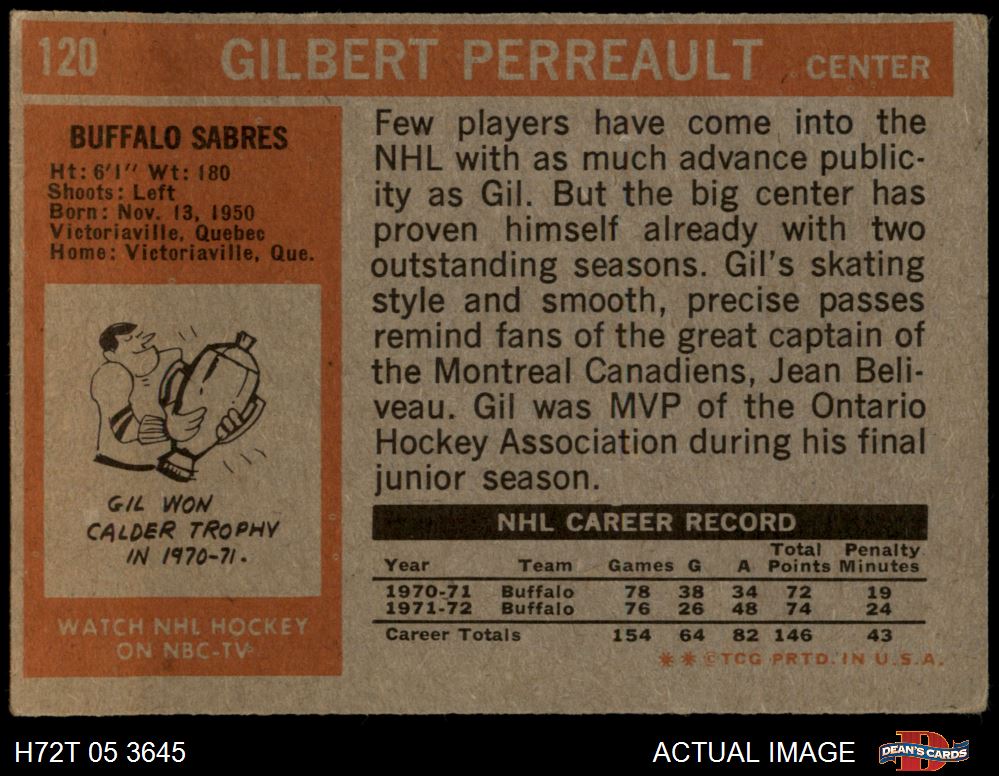 120 GILBERT PERREAULT CENTER
BUFFALO SABRES
Ht: 6'1" Wt: 180
Shoots: Left
Born: Nov. 13, 1950
Victoriaville, Quebec
Home: Victoriaville, Que.
GIL WON
CALDER TROPHY
IN 1970-71.
WATCH NHL HOCKEY
ON NBC-TV
Few players have come into the
NHL with as much advance public-
ity as Gil. But the big center has
proven himself already with two
outstanding seasons. Gil's skating
style and smooth, precise passes
remind fans of the great captain of
the Montreal Canadiens, Jean Beli-
veau. Gil was MVP of the Ontario
Hockey Association during his final
junior season.
NHL CAREER RECORD
Total Penalty
Year Team Games G A Points Minutes
1970-71 Buffalo 78 38 34 72 19
1971-72 Buffalo 76 26 48 74 24
Career Totals 154 64 82 146 43
**©TCG PRTD. IN U.S.A.
H72T 05 3645 ACTUAL IMAGE DEAN'S CARDS